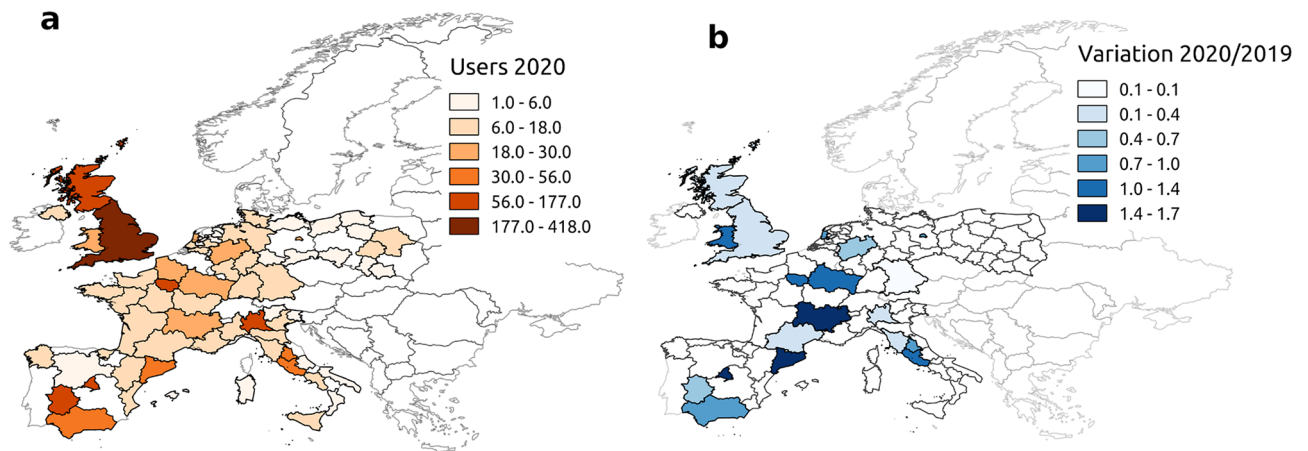 a
Users 2020
1.0 - 6.0
6.0 - 18.0
18.0 - 30.0
30.0 - 56.0
56.0 - 177.0
177.0 - 418.0
b
Variation 2020/2019
0.1 - 0.1
0.1 - 0.4
0.4 - 0.7
0.7 - 1.0
1.0 - 1.4
1.4 - 1.7